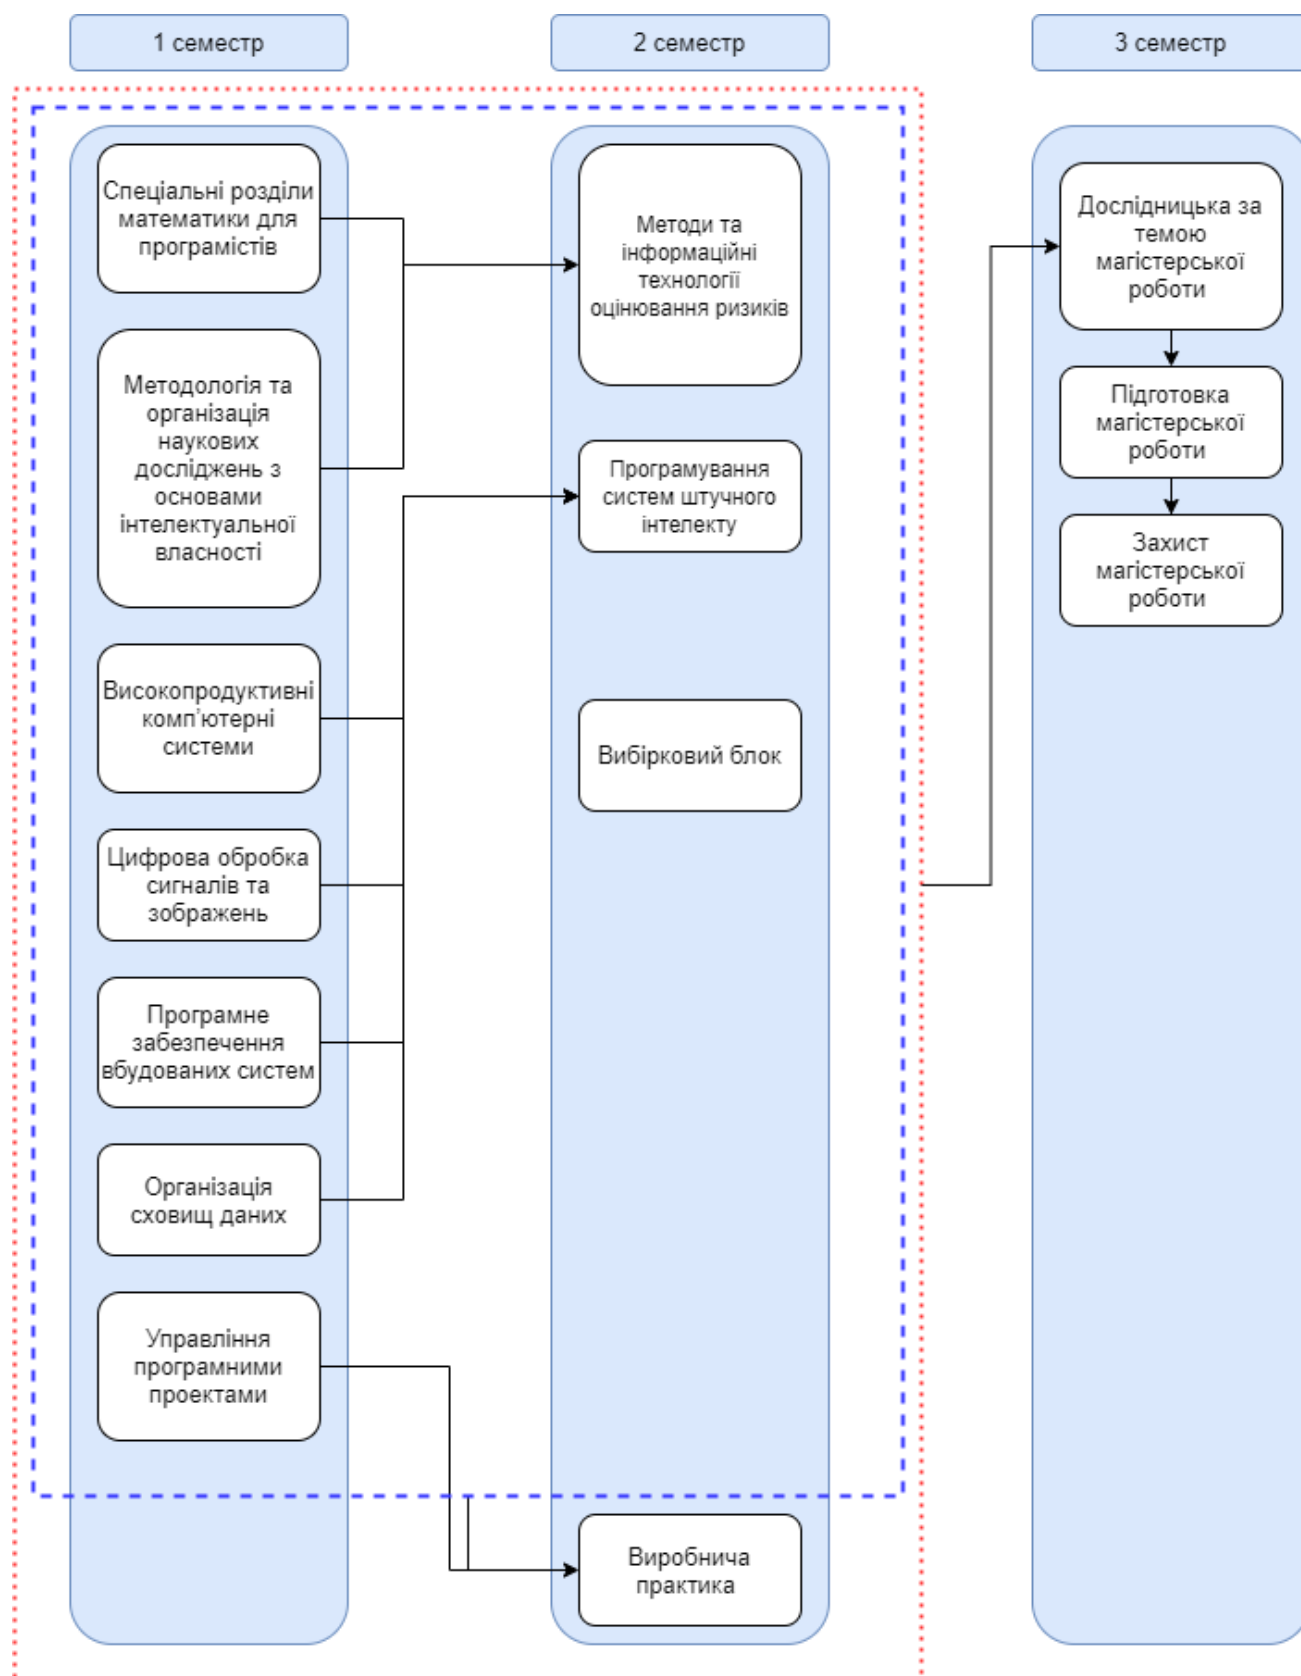 1 семестр
2 семестр
3 семестр
Спеціальні розділи
математики для
програмістів
Методологія та
організація
наукових
досліджень з
основами
інтелектуальної
власності
Високопродуктивні
комп’ютерні
системи
Цифрова обробка
сигналів та
зображень
Програмне
забезпечення
вбудованих систем
Організація
сховищ даних
Управління
програмними
проектами
Методи та
інформаційні
технології
оцінювання ризиків
Програмування
систем штучного
інтелекту
Вибірковий блок
Виробнича
практика
Дослідницька за
темою
магістерської
роботи
Підготовка
магістерської
роботи
Захист
магістерської
роботи